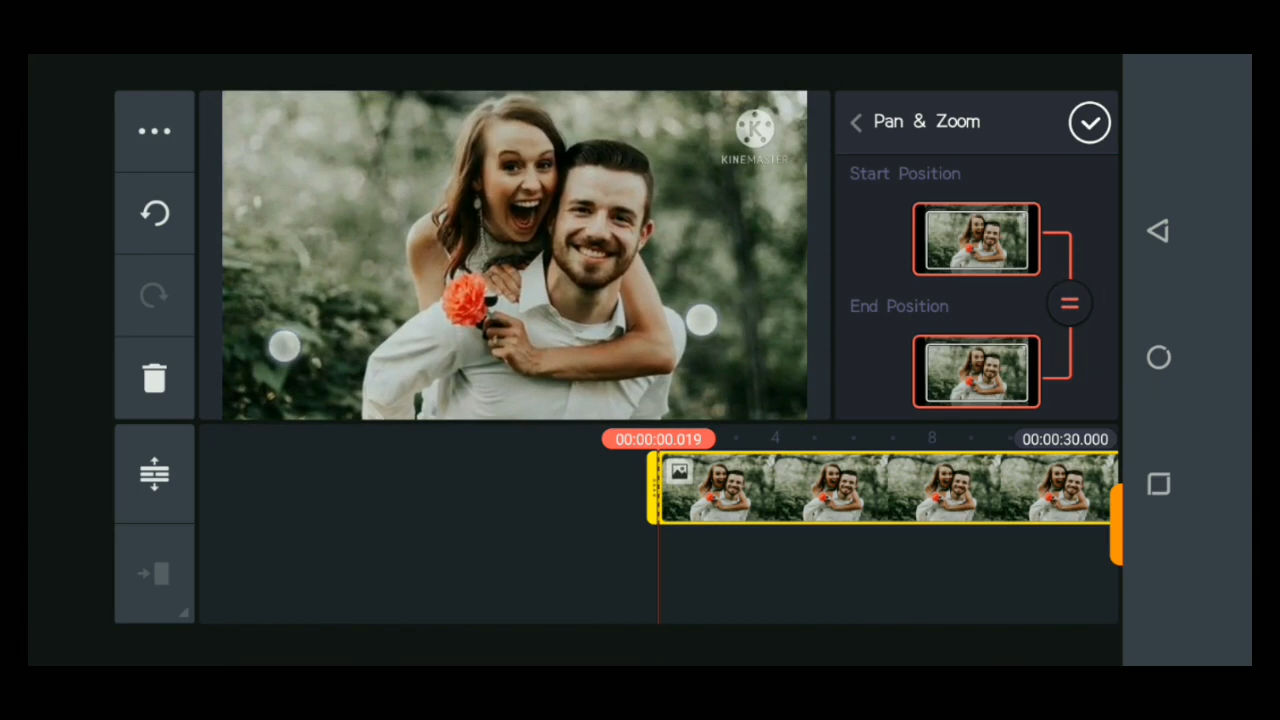 Pan & Zoom
KINEMASTER
Start Position
End Position
00:00:00.019
4
8
00:00:30.000